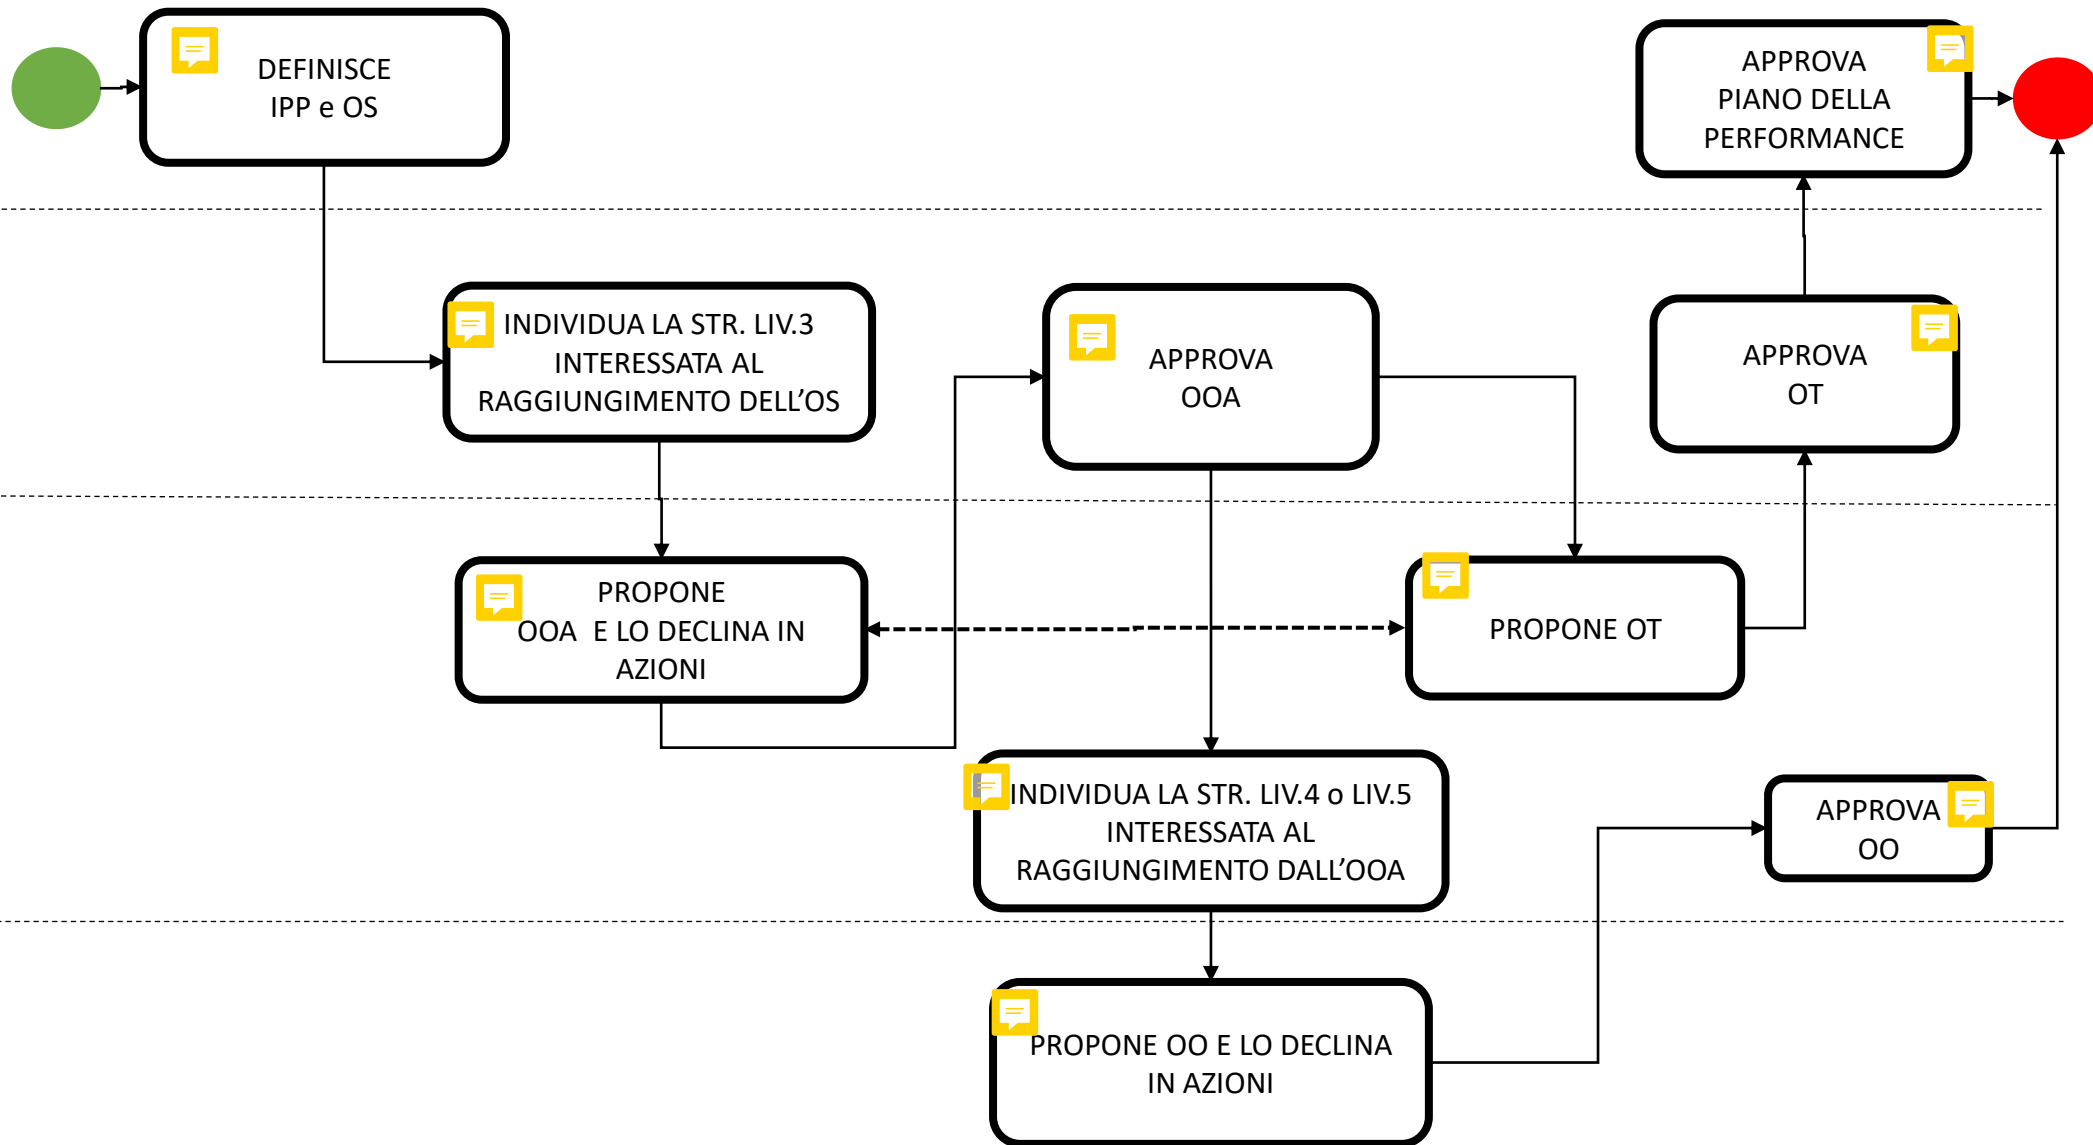 DEFINISCE
IPP e OS
APPROVA
PIANO DELLA
PERFORMANCE
INDIVIDUA LA STR. LIV.3
INTERESSATA AL
RAGGIUNGIMENTO DELL’OS
APPROVA
OOA
APPROVA
OT
PROPONE
OOA E LO DECLINA IN
AZIONI
PROPONE OT
INDIVIDUA LA STR. LIV.4 o LIV.5
INTERESSATA AL
RAGGIUNGIMENTO DALL’OOA
APPROVA
OO
PROPONE OO E LO DECLINA
IN AZIONI